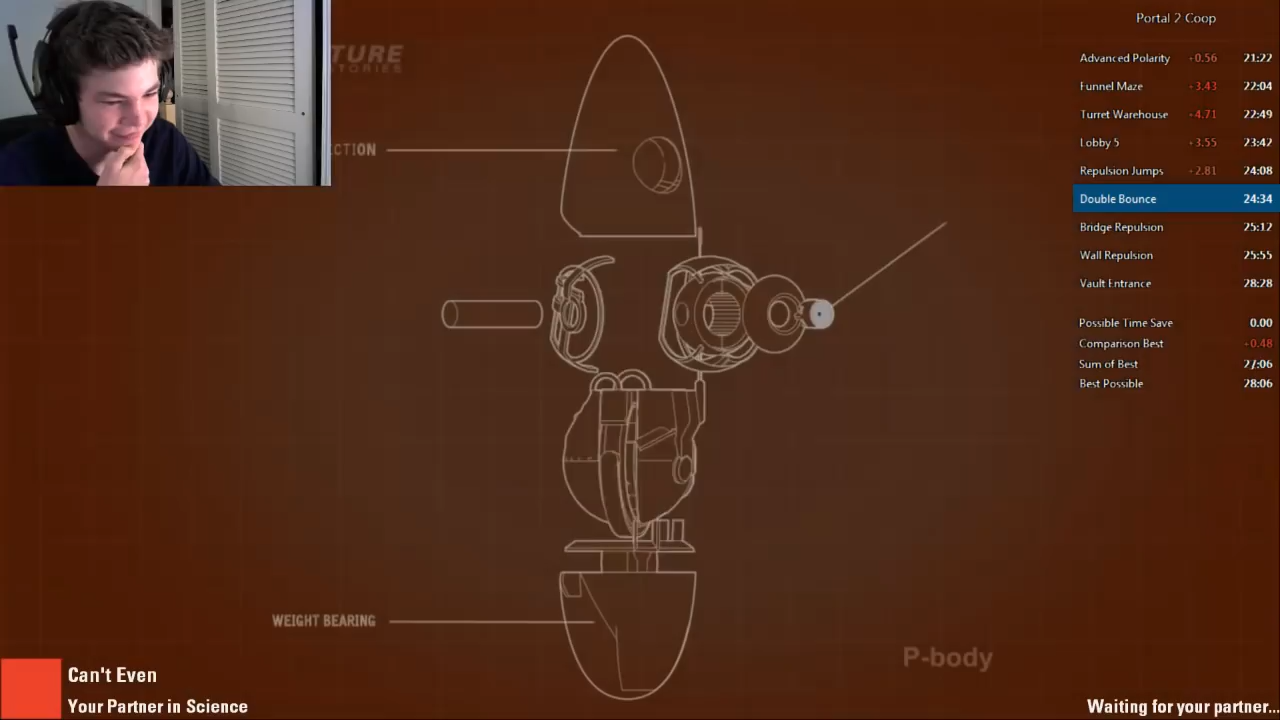 Portal 2 Coop
Advanced Polarity +0.56 21:22
Funnel Maze +3.43 22:04
Turret Warehouse +4.71 22:49
Lobby 5 +3.55 23:42
Repulsion Jumps +2.81 24:08
Double Bounce 24:34
Bridge Repulsion 25:12
Wall Repulsion 25:55
Vault Entrance 28:28
Possible Time Save 0.00
Comparison Best +0.48
Sum of Best 27:06
Best Possible 28:06
TURE
TORIES
CTION
WEIGHT BEARING
P-body
Can't Even
Your Partner in Science
Waiting for your partner...